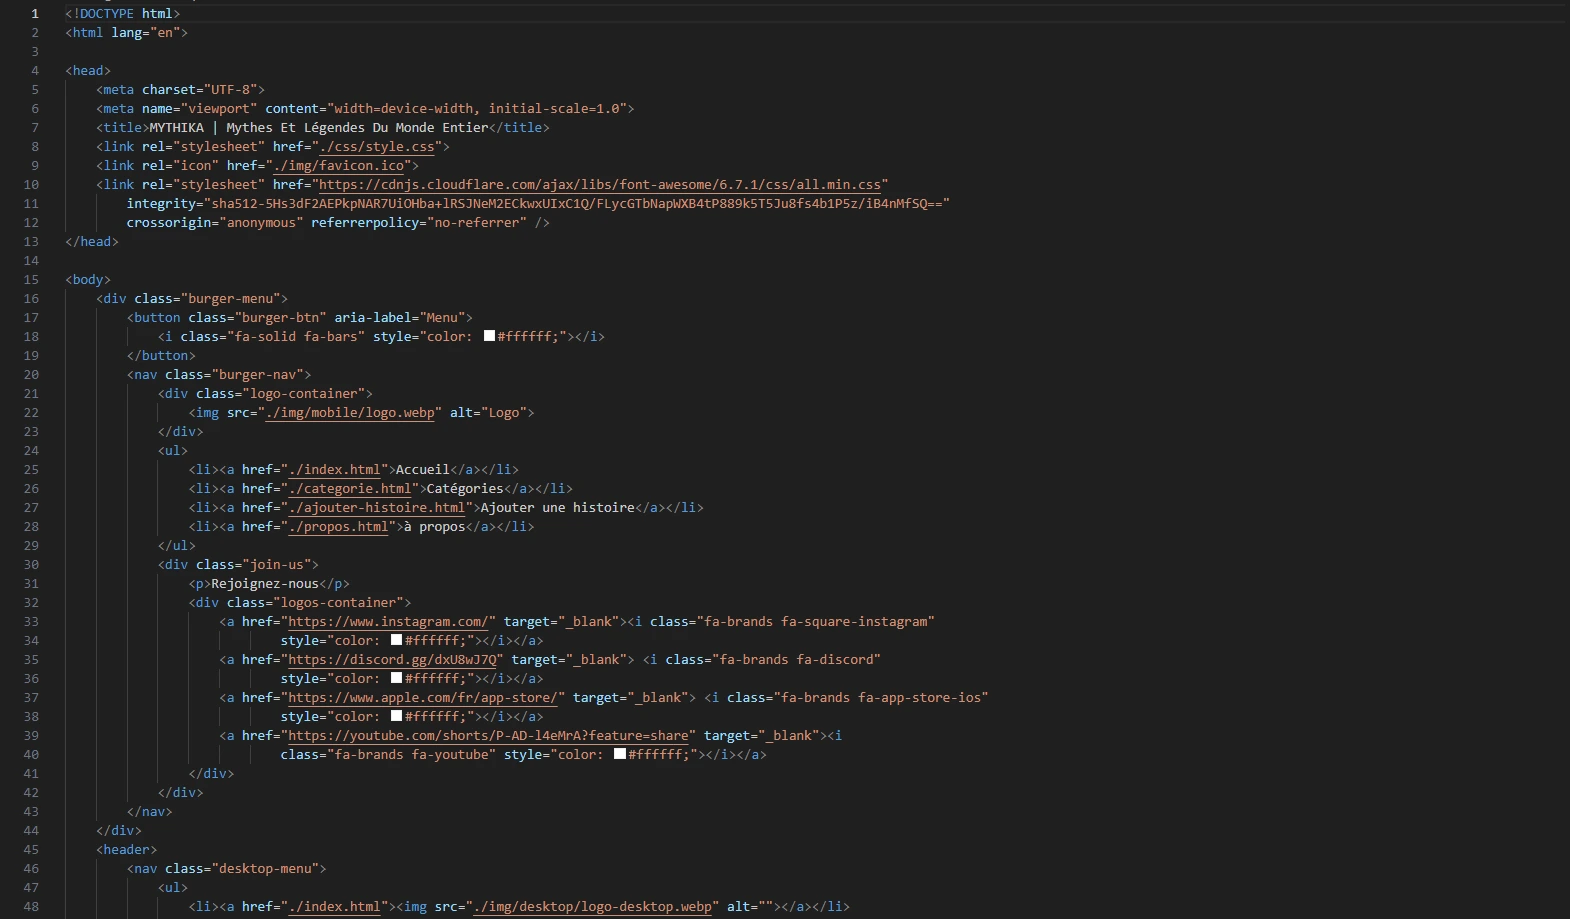 1 <!DOCTYPE html>
2 <html lang="en">
3
4 <head>
5 <meta charset="UTF-8">
6 <meta name="viewport" content="width=device-width, initial-scale=1.0">
7 <title>MYTHIKA | Mythes Et Légendes Du Monde Entier</title>
8 <link rel="stylesheet" href="./css/style.css">
9 <link rel="icon" href="./img/favicon.ico">
10 <link rel="stylesheet" href="https://cdnjs.cloudflare.com/ajax/libs/font-awesome/6.7.1/css/all.min.css"
11 integrity="sha512-5Hs3dF2AEPkpNAR7UiOHba+lRSJNeM2ECkwxUIxC1Q/FLycGTbNapWXB4tP889k5T5Ju8fs4b1P5z/iB4nMfSQ=="
12 crossorigin="anonymous" referrerpolicy="no-referrer" />
13 </head>
14
15 <body>
16 <div class="burger-menu">
17 <button class="burger-btn" aria-label="Menu">
18 <i class="fa-solid fa-bars" style="color: #ffffff;"></i>
19 </button>
20 <nav class="burger-nav">
21 <div class="logo-container">
22 <img src="./img/mobile/logo.webp" alt="Logo">
23 </div>
24 <ul>
25 <li><a href="./index.html">Accueil</a></li>
26 <li><a href="./categorie.html">Catégories</a></li>
27 <li><a href="./ajouter-histoire.html">Ajouter une histoire</a></li>
28 <li><a href="./propos.html">à propos</a></li>
29 </ul>
30 <div class="join-us">
31 <p>Rejoignez-nous</p>
32 <div class="logos-container">
33 <a href="https://www.instagram.com/" target="_blank"><i class="fa-brands fa-square-instagram"
34 style="color: #ffffff;"></i></a>
35 <a href="https://discord.gg/dxU8wJ7Q" target="_blank"> <i class="fa-brands fa-discord"
36 style="color: #ffffff;"></i></a>
37 <a href="https://www.apple.com/fr/app-store/" target="_blank"> <i class="fa-brands fa-app-store-ios"
38 style="color: #ffffff;"></i></a>
39 <a href="https://youtube.com/shorts/P-AD-l4eMrA?feature=share" target="_blank"><i
40 class="fa-brands fa-youtube" style="color: #ffffff;"></i></a>
41 </div>
42 </div>
43 </nav>
44 </div>
45 <header>
46 <nav class="desktop-menu">
47 <ul>
48 <li><a href="./index.html"><img src="./img/desktop/logo-desktop.webp" alt=""></a></li>